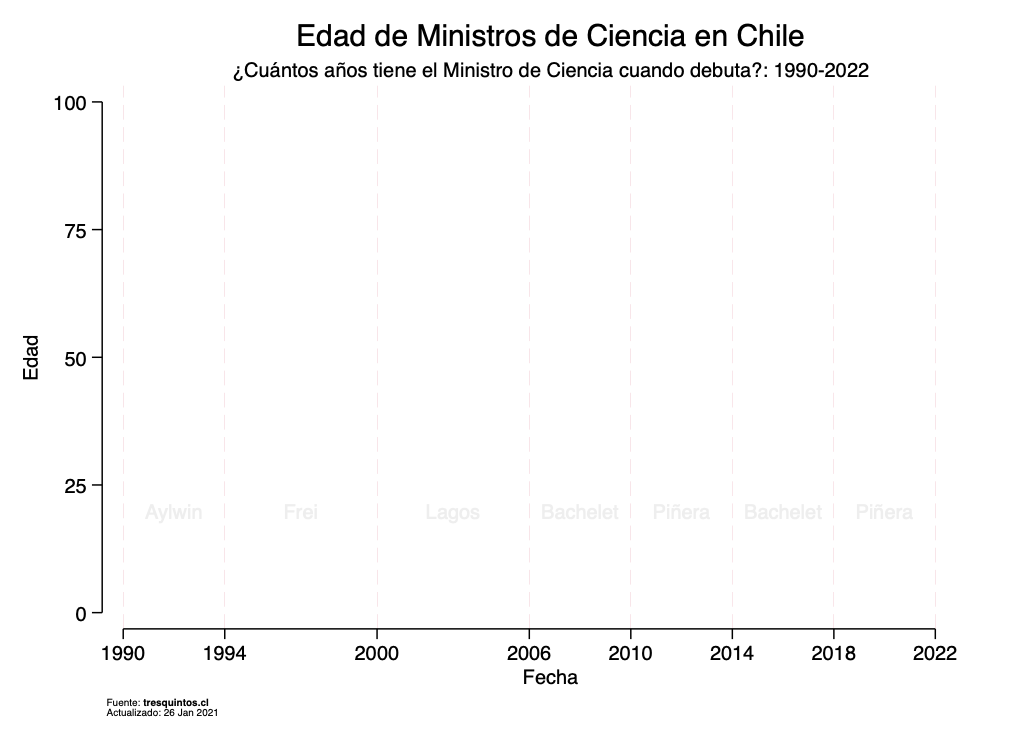 Edad de Ministros de Ciencia en Chile
¿Cuántos años tiene el Ministro de Ciencia cuando debuta?: 1990-2022
100
75
50
25
0
Edad
Aylwin Frei Lagos Bachelet Piñera Bachelet Piñera
1990 1994 2000 2006 2010 2014 2018 2022
Fecha
Fuente: tresquintos.cl
Actualizado: 26 Jan 2021